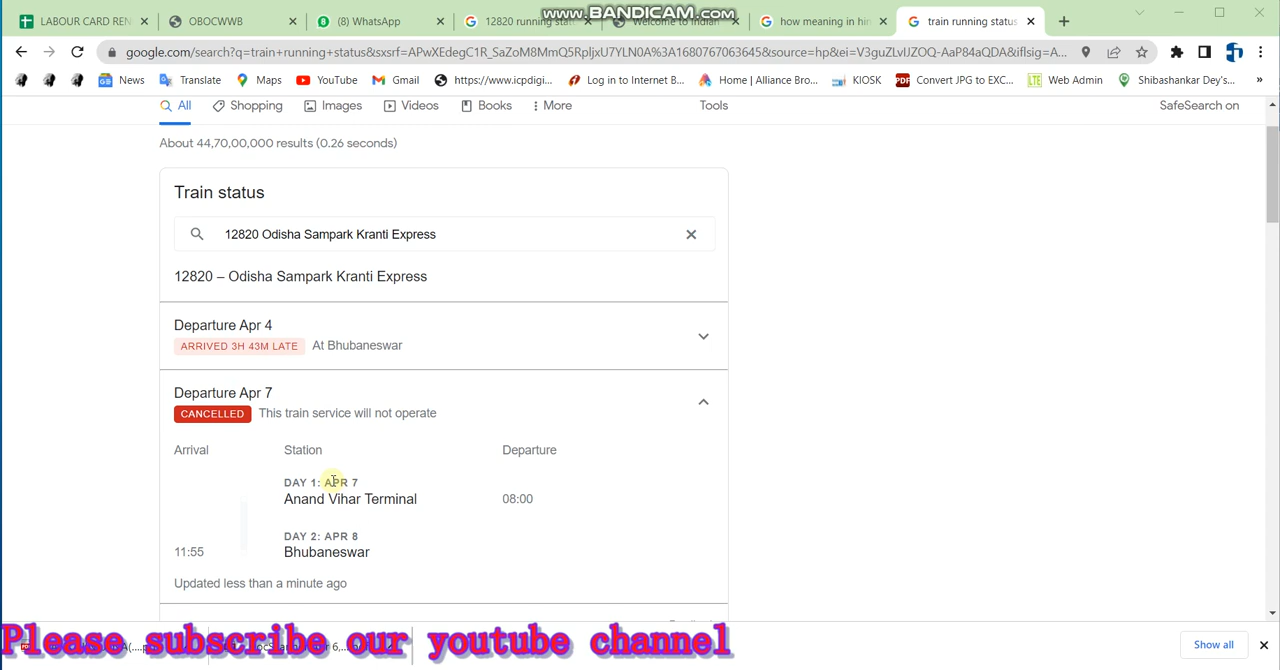 www.BANDICAM.com
LABOUR CARD REN
OBOCWWB
(8) WhatsApp
12820 running stat
Welcome to Indian
how meaning in hin
train running status
google.com/search?q=train+running+status&sxsrf=APwXEdegC1R_SaZoM8MmQ5RpljxU7YLN0A%3A1680767063645&source=hp&ei=V3guZLvIJZOQ-AaP84aQDA&iflsig=A...
News
Translate
Maps
YouTube
Gmail
https://www.icpdigi...
Log in to Internet B...
Home | Alliance Bro...
KIOSK
Convert JPG to EXC...
Web Admin
Shibashankar Dey's...
All
Shopping
Images
Videos
Books
More
Tools
SafeSearch on
About 44,70,00,000 results (0.26 seconds)
Train status
12820 Odisha Sampark Kranti Express
12820 – Odisha Sampark Kranti Express
Departure Apr 4
ARRIVED 3H 43M LATE At Bhubaneswar
Departure Apr 7
CANCELLED This train service will not operate
Arrival Station Departure
DAY 1: APR 7
Anand Vihar Terminal 08:00
DAY 2: APR 8
11:55 Bhubaneswar
Updated less than a minute ago
Please subscribe our youtube channel
Show all